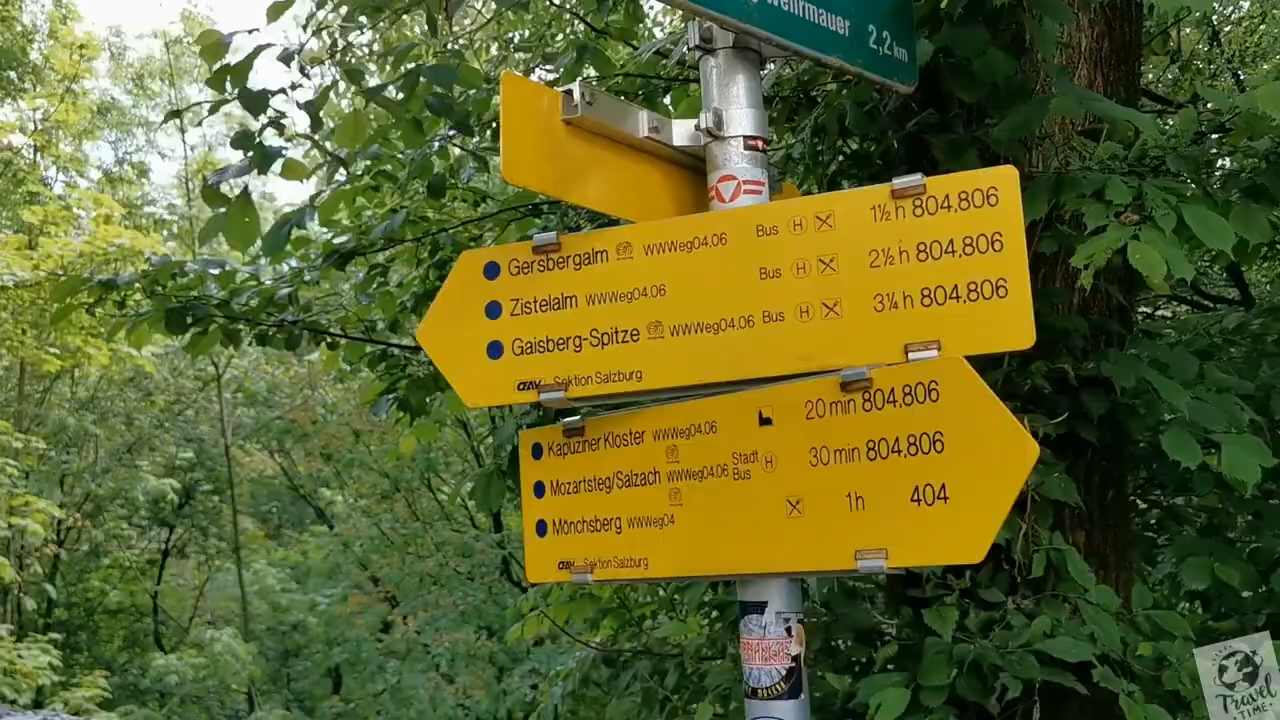 Wehrmauer 2,2 km
Gersbergalm WWWeg04,06 Bus H 1½ h 804,806
Zistelalm WWWeg04,06 Bus H 2½ h 804,806
Gaisberg-Spitze WWWeg04,06 Bus H 3¼ h 804,806
ŒAV Sektion Salzburg
Kapuziner Kloster WWWeg04,06 20 min 804,806
Mozartsteg/Salzach WWWeg04,06 Stadt Bus H 30 min 804,806
Mönchsberg WWWeg04 1h 404
ŒAV Sektion Salzburg
Travel
TIME.